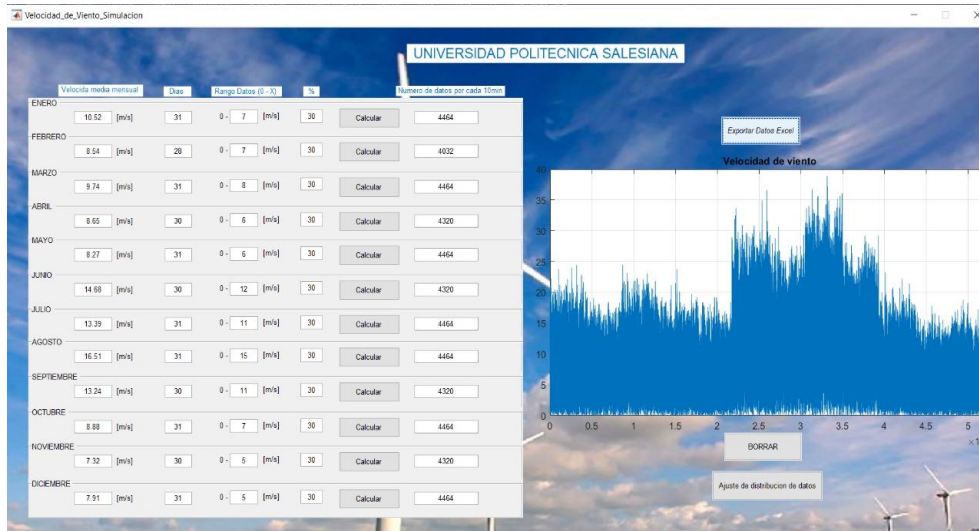 Velocidad_de_Viento_Simulacion
UNIVERSIDAD POLITECNICA SALESIANA
Velocida media mensual Dias Rango Datos (0 - X) % Numero de datos por cada 10min
ENERO
10.52 [m/s] 31 0 - 7 [m/s] 30 Calcular 4464
FEBRERO
8.54 [m/s] 28 0 - 7 [m/s] 30 Calcular 4032
MARZO
9.74 [m/s] 31 0 - 8 [m/s] 30 Calcular 4464
ABRIL
8.65 [m/s] 30 0 - 6 [m/s] 30 Calcular 4320
MAYO
8.27 [m/s] 31 0 - 6 [m/s] 30 Calcular 4464
JUNIO
14.68 [m/s] 30 0 - 12 [m/s] 30 Calcular 4320
JULIO
13.39 [m/s] 31 0 - 11 [m/s] 30 Calcular 4464
AGOSTO
16.51 [m/s] 31 0 - 15 [m/s] 30 Calcular 4464
SEPTIEMBRE
13.24 [m/s] 30 0 - 11 [m/s] 30 Calcular 4320
OCTUBRE
8.88 [m/s] 31 0 - 7 [m/s] 30 Calcular 4464
NOVIEMBRE
7.32 [m/s] 30 0 - 5 [m/s] 30 Calcular 4320
DICIEMBRE
7.91 [m/s] 31 0 - 5 [m/s] 30 Calcular 4464
Exportar Datos Excel
Velocidad de viento
40
35
30
25
20
15
10
5
0
0 0.5 1 1.5 2 2.5 3 3.5 4 4.5 5
BORRAR
Ajuste de distribucion de datos